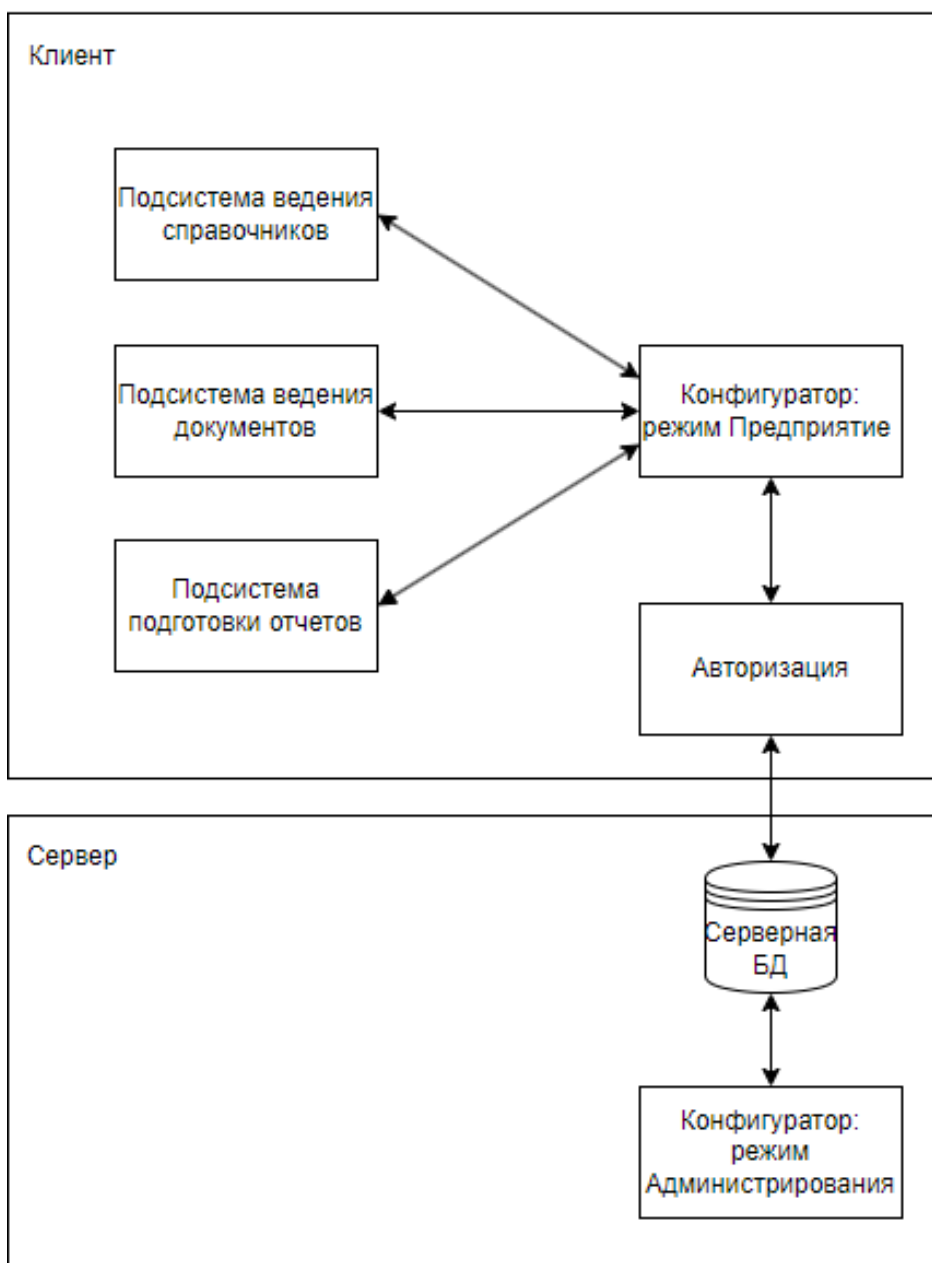 Клиент
Подсистема ведения
справочников
Подсистема ведения
документов
Конфигуратор:
режим Предприятие
Подсистема
подготовки отчетов
Авторизация
Сервер
Серверная
БД
Конфигуратор:
режим
Администрирования